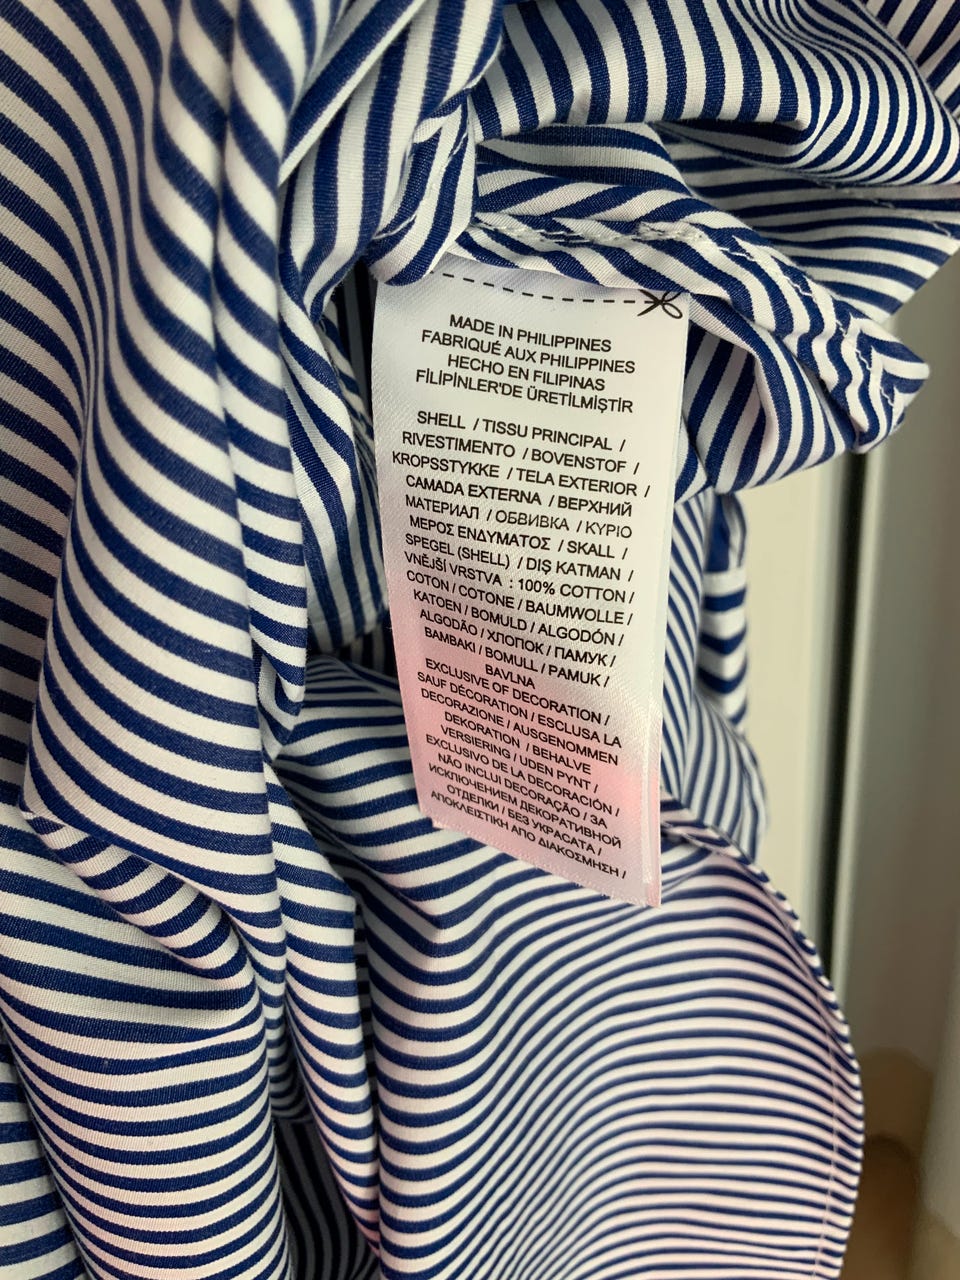 MADE IN PHILIPPINES
FABRIQUÉ AUX PHILIPPINES
HECHO EN FILIPINAS
FİLİPİNLER'DE ÜRETİLMİŞTİR
SHELL / TISSU PRINCIPAL /
RIVESTIMENTO / BOVENSTOF /
KROPSSTYKKE / TELA EXTERIOR /
CAMADA EXTERNA / ВЕРХНИЙ
МАТЕРИАЛ / ОБВИВКА / ΚΥΡΙΟ
ΜΕΡΟΣ ΕΝΔΥΜΑΤΟΣ / SKALL /
SPEGEL (SHELL) / DIŞ KATMAN /
VNĚJŠÍ VRSTVA : 100% COTTON /
COTON / COTONE / BAUMWOLLE /
KATOEN / BOMULD / ALGODÓN /
ALGODÃO / ХЛОПОК / ПАМУК /
ΒΑΜΒΑΚΙ / BOMULL / PAMUK /
BAVLNA
EXCLUSIVE OF DECORATION /
SAUF DÉCORATION / ESCLUSA LA
DECORAZIONE / AUSGENOMMEN
DEKORATION / BEHALVE
VERSIERING / UDEN PYNT /
EXCLUSIVO DE LA DECORACIÓN /
NÃO INCLUI DECORAÇÃO / ЗА
ИСКЛЮЧЕНИЕМ ДЕКОРАТИВНОЙ
ОТДЕЛКИ / БЕЗ УКРАСАТА /
ΑΠΟΚΛΕΙΣΤΙΚΗ ΑΠΟ ΔΙΑΚΟΣΜΗΣΗ /